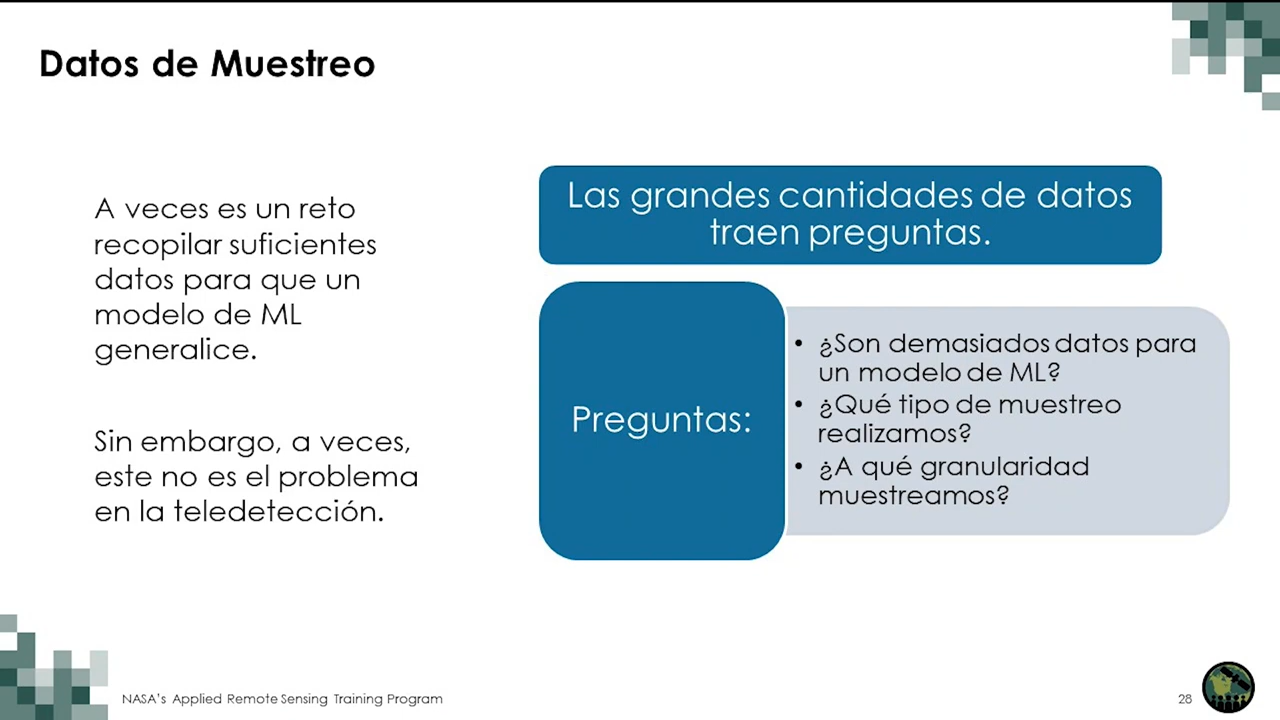 Datos de Muestreo
A veces es un reto
recopilar suficientes
datos para que un
modelo de ML
generalice.
Sin embargo, a veces,
este no es el problema
en la teledetección.
Las grandes cantidades de datos
traen preguntas.
Preguntas:
• ¿Son demasiados datos para
un modelo de ML?
• ¿Qué tipo de muestreo
realizamos?
• ¿A qué granularidad
muestreamos?
NASA's Applied Remote Sensing Training Program
28